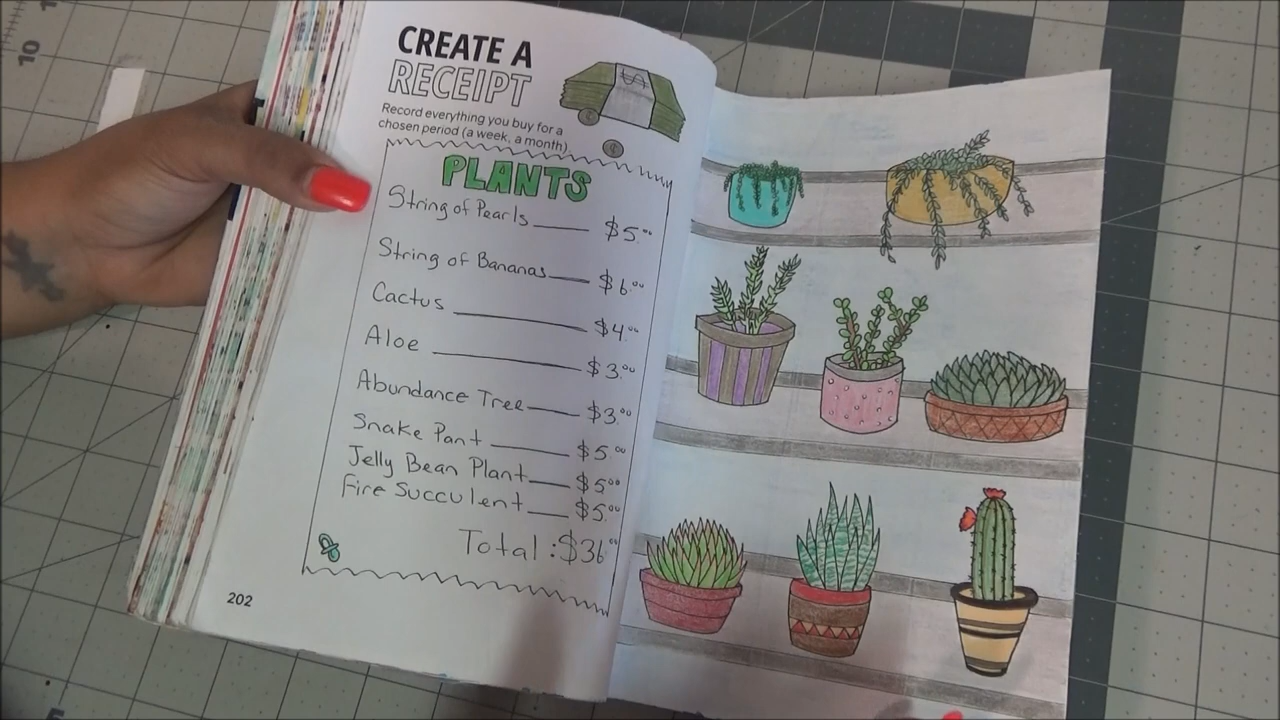 10
CREATE A
RECEIPT
Record everything you buy for a
chosen period (a week, a month).
PLANTS
String of Pearls $5.00
String of Bananas $6.00
Cactus $4.00
Aloe $3.00
Abundance Tree $3.00
Snake Pant $5.00
Jelly Bean Plant $5.00
Fire Succulent $5.00
Total: $36.00
202